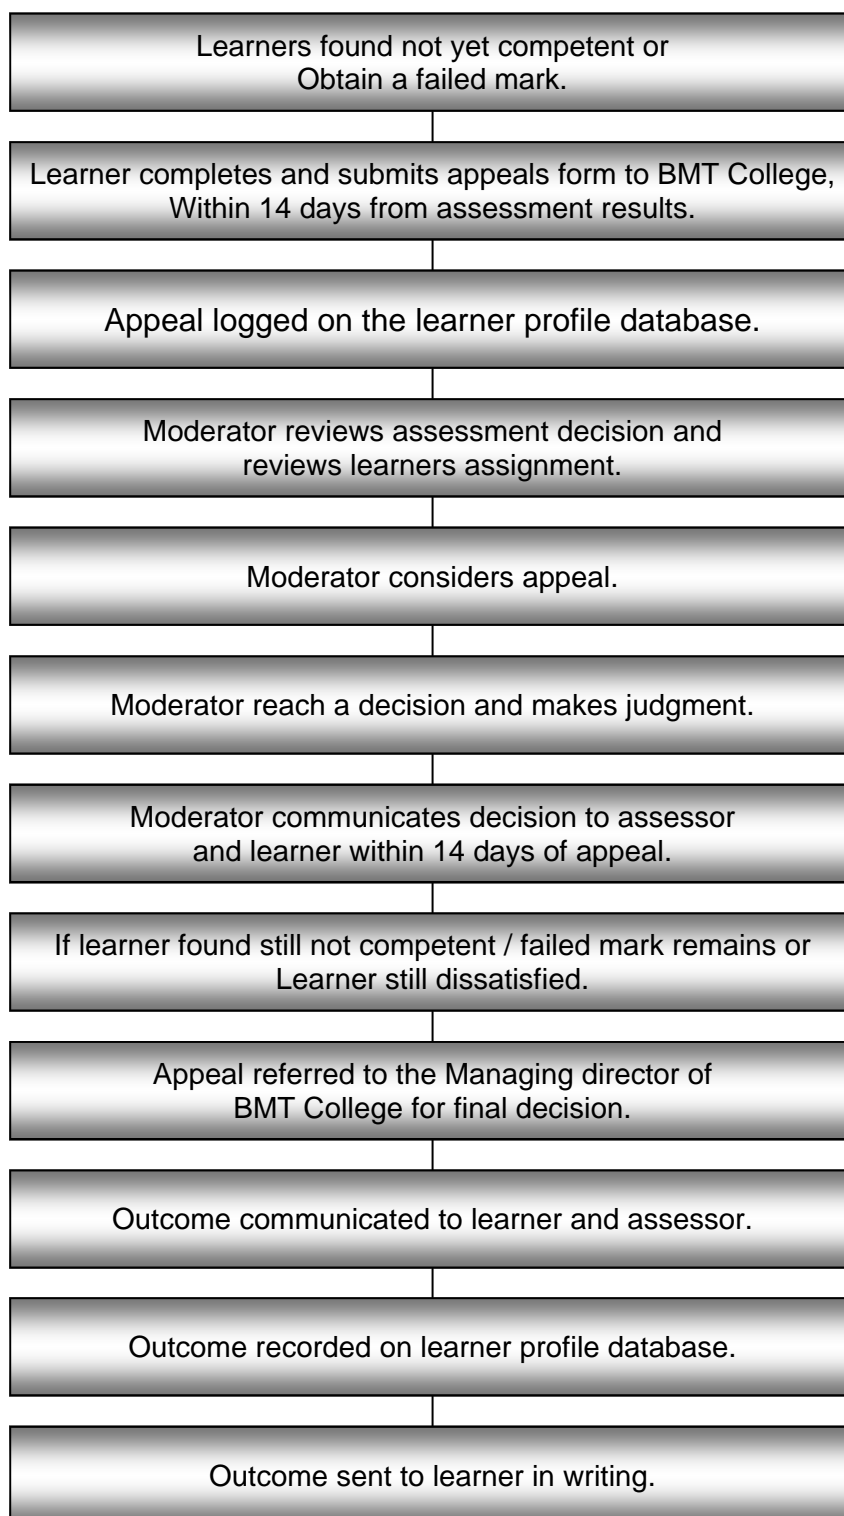 Learners found not yet competent or
Obtain a failed mark.
Learner completes and submits appeals form to BMT College,
Within 14 days from assessment results.
Appeal logged on the learner profile database.
Moderator reviews assessment decision and
reviews learners assignment.
Moderator considers appeal.
Moderator reach a decision and makes judgment.
Moderator communicates decision to assessor
and learner within 14 days of appeal.
If learner found still not competent / failed mark remains or
Learner still dissatisfied.
Appeal referred to the Managing director of
BMT College for final decision.
Outcome communicated to learner and assessor.
Outcome recorded on learner profile database.
Outcome sent to learner in writing.